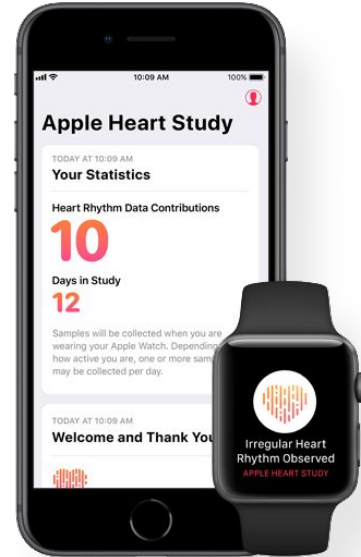 10:09 AM
100%
Apple Heart Study
TODAY AT 10:09 AM
Your Statistics
Heart Rhythm Data Contributions
10
Days in Study
12
Samples will be collected when you are
wearing your Apple Watch. Depending
how active you are, one or more
may be collected per day.
TODAY AT 10:09 AM
Welcome and Thank
Irregular Heart
Rhythm Observed
APPLE HEART STUDY